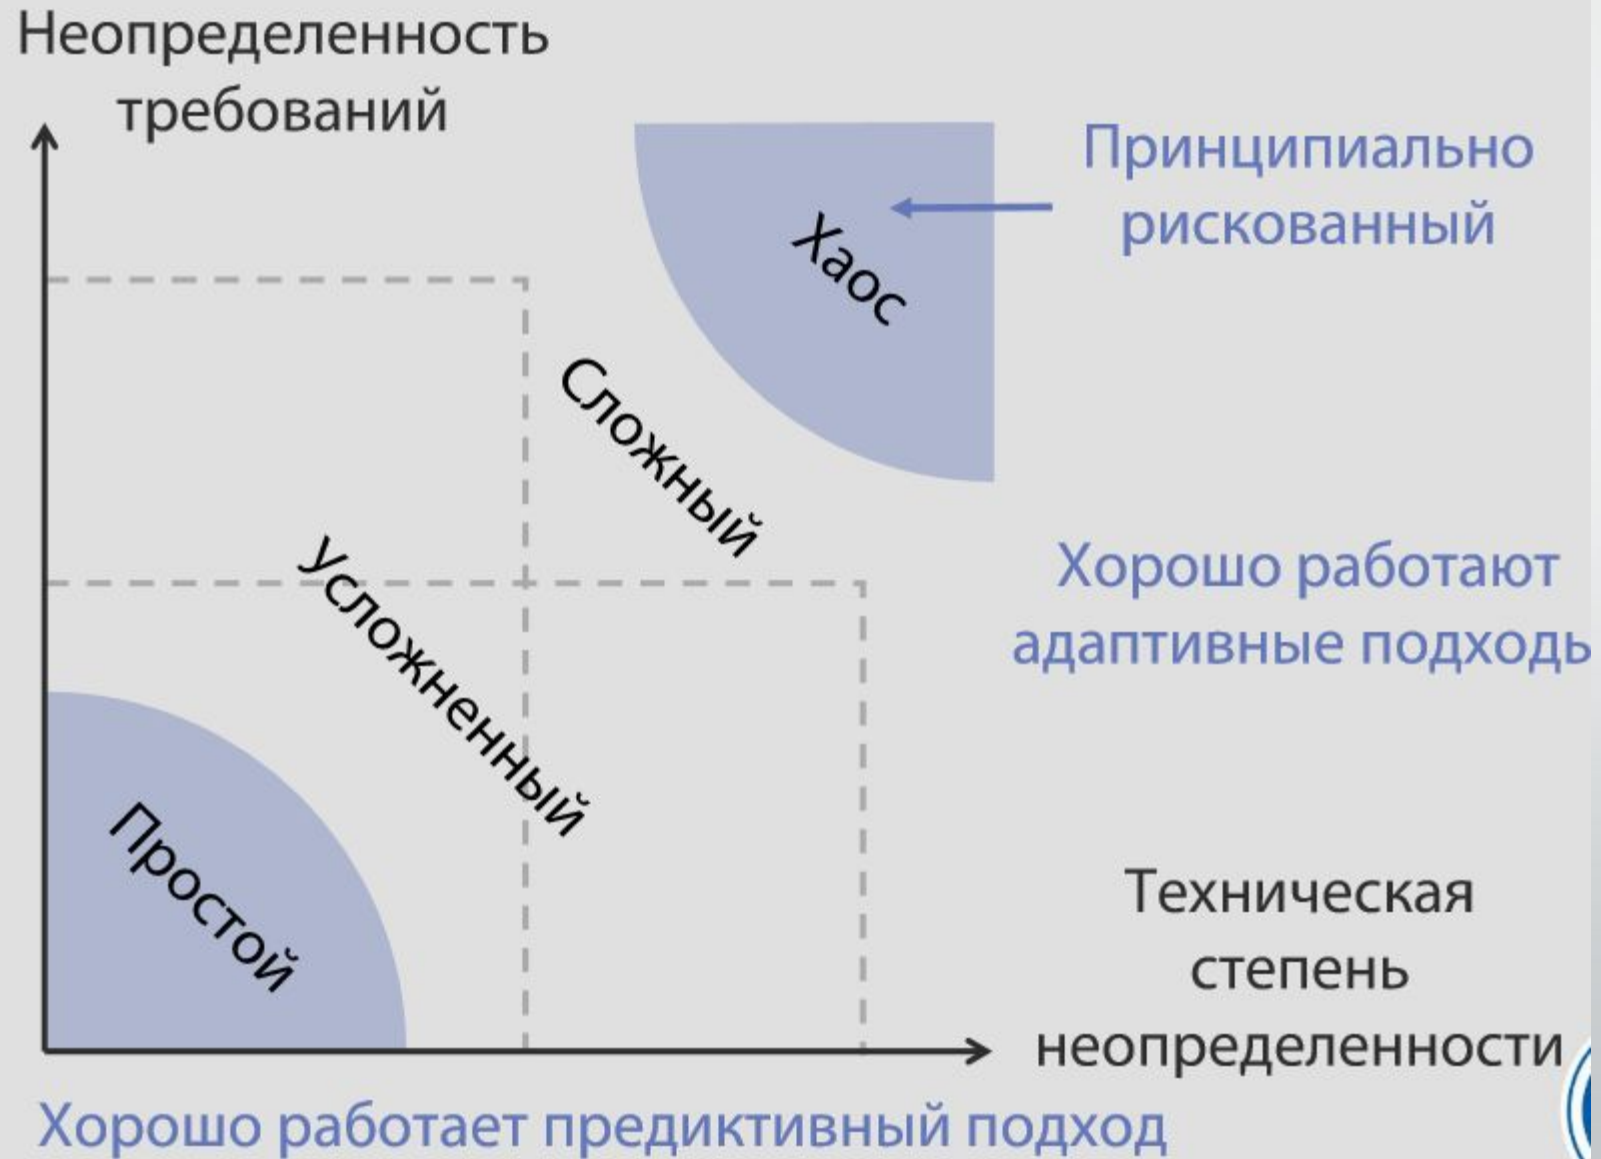 Неопределенность
требований
Принципиально
рискованный
Хаос
Сложный
Усложненный
Простой
Хорошо работают
адаптивные подходы
Техническая
степень
неопределенности
Хорошо работает предиктивный подход